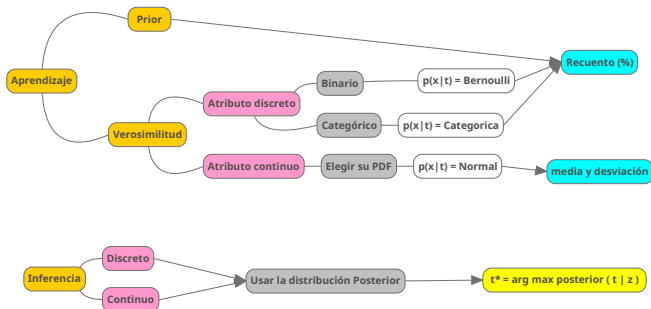 Prior
Recuento (%)
Aprendizaje
Binario
p(x|t) = Bernoulli
Atributo discreto
Categórico
p(x|t) = Categorica
Verosimilitud
Atributo continuo
Elegir su PDF
p(x|t) = Normal
media y desviación
Discreto
Inferencia
Usar la distribución Posterior
t* = arg max posterior ( t | z )
Continuo